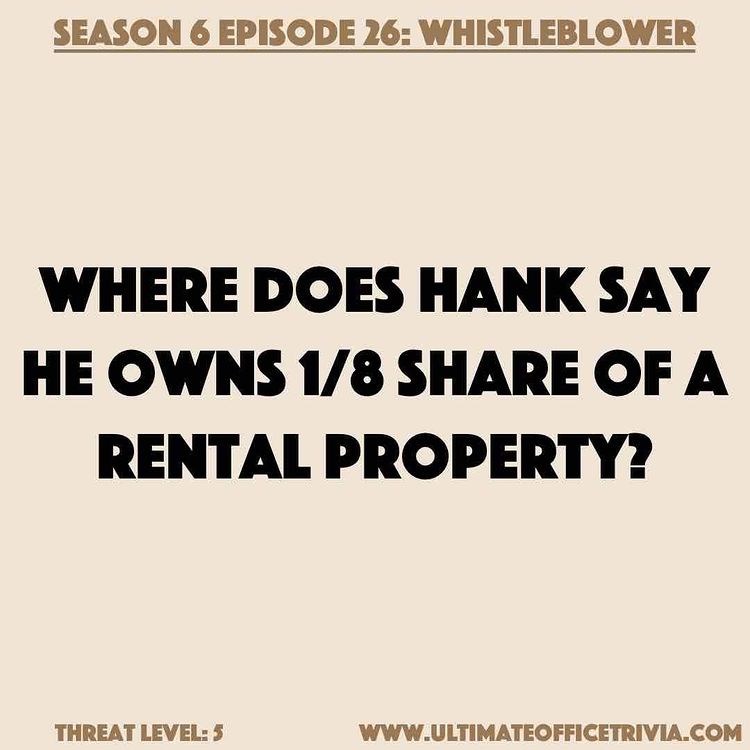 SEASON 6 EPISODE 26: WHISTLEBLOWER
WHERE DOES HANK SAY
HE OWNS 1/8 SHARE OF A
RENTAL PROPERTY?
THREAT LEVEL: 5
WWW.ULTIMATEOFFICETRIVIA.COM